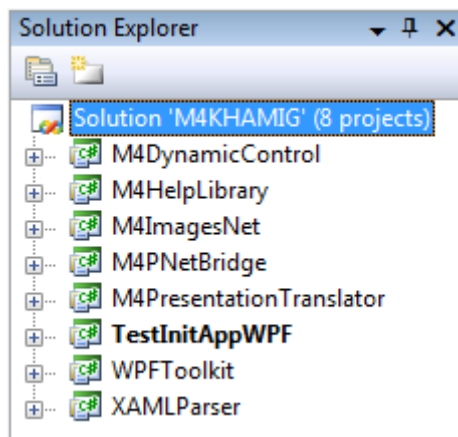 Solution Explorer
Solution 'M4KHAMIG' (8 projects)
M4DynamicControl
M4HelpLibrary
M4ImagesNet
M4PNetBridge
M4PresentationTranslator
TestInitAppWPF
WPFToolkit
XAMLParser